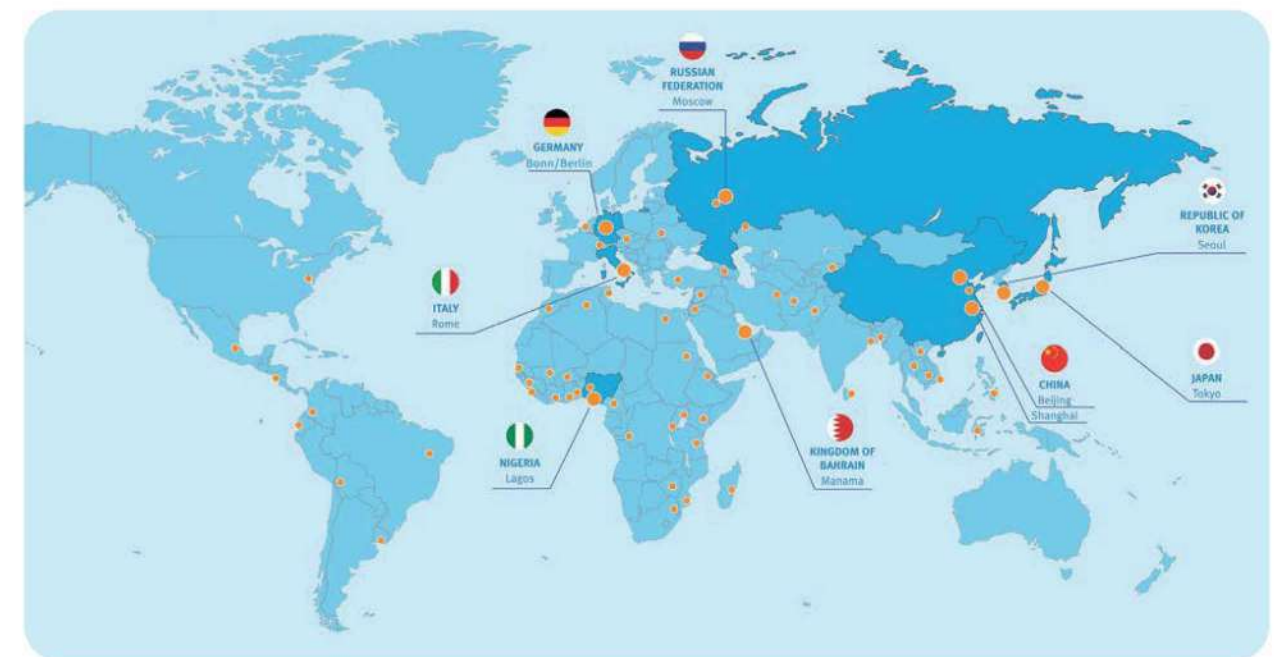 RUSSIAN
FEDERATION
Moscow
GERMANY
Bonn/Berlin
REPUBLIC OF
KOREA
Seoul
ITALY
Rome
CHINA
Beijing
Shanghai
JAPAN
Tokyo
NIGERIA
Lagos
KINGDOM OF
BAHRAIN
Manama